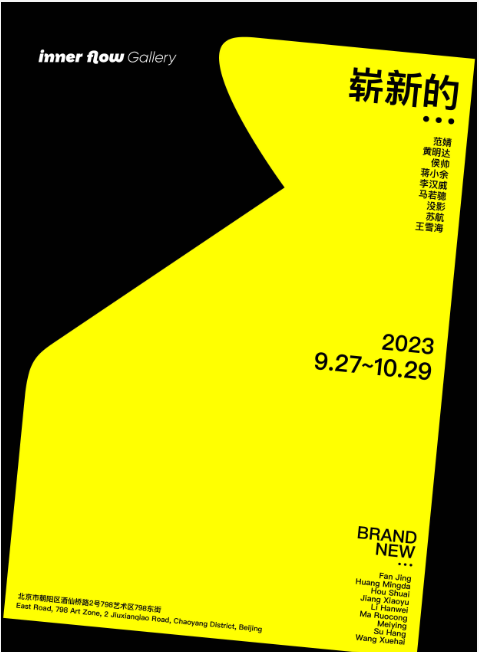 inner flow Gallery
崭新的
...
范婧
黄明达
侯帅
蒋小余
李汉威
马若骢
没影
苏航
王雪海
2023
9.27~10.29
BRAND
NEW
...
Fan Jing
Huang Mingda
Hou Shuai
Jiang Xiaoyu
Li Hanwei
Ma Ruocong
Meiying
Su Hang
Wang Xuehai
北京市朝阳区酒仙桥路2号798艺术区798东街
East Road, 798 Art Zone, 2 Jiuxianqiao Road, Chaoyang District, Beijing